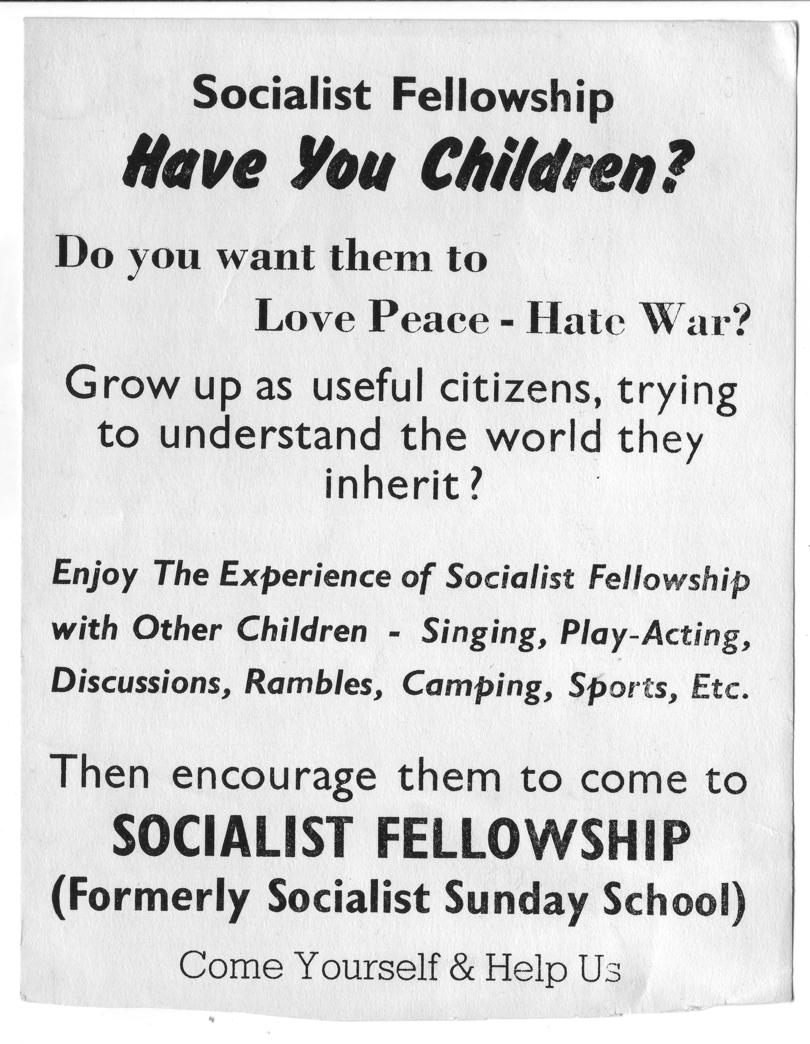 Socialist Fellowship
Have You Children?
Do you want them to
Love Peace - Hate War?
Grow up as useful citizens, trying
to understand the world they
inherit?
Enjoy The Experience of Socialist Fellowship
with Other Children - Singing, Play-Acting,
Discussions, Rambles, Camping, Sports, Etc.
Then encourage them to come to
SOCIALIST FELLOWSHIP
(Formerly Socialist Sunday School)
Come Yourself & Help Us